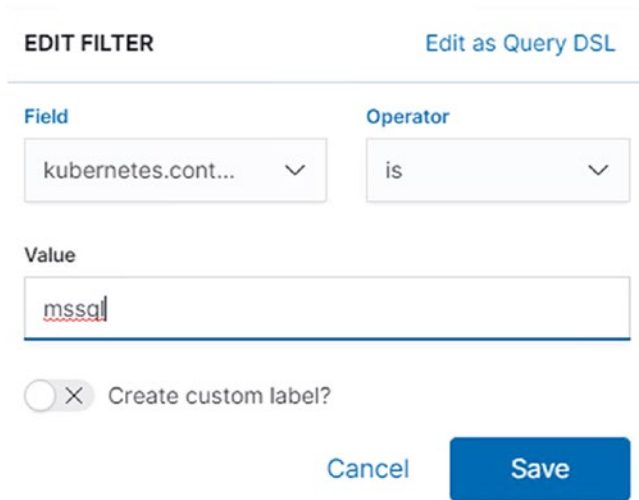 EDIT FILTER Edit as Query DSL
Field Operator
kubernetes.cont... is
Value
mssql
Create custom label?
Cancel Save